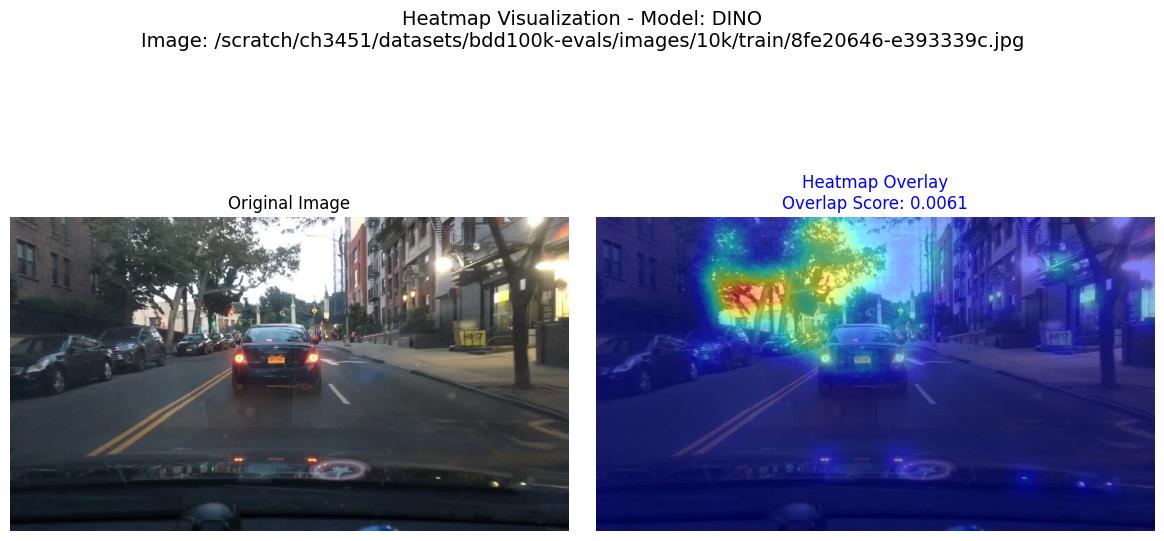 Heatmap Visualization - Model: DINO
Image: /scratch/ch3451/datasets/bdd100k-evals/images/10k/train/8fe20646-e393339c.jpg
Original Image
Heatmap Overlay
Overlap Score: 0.0061